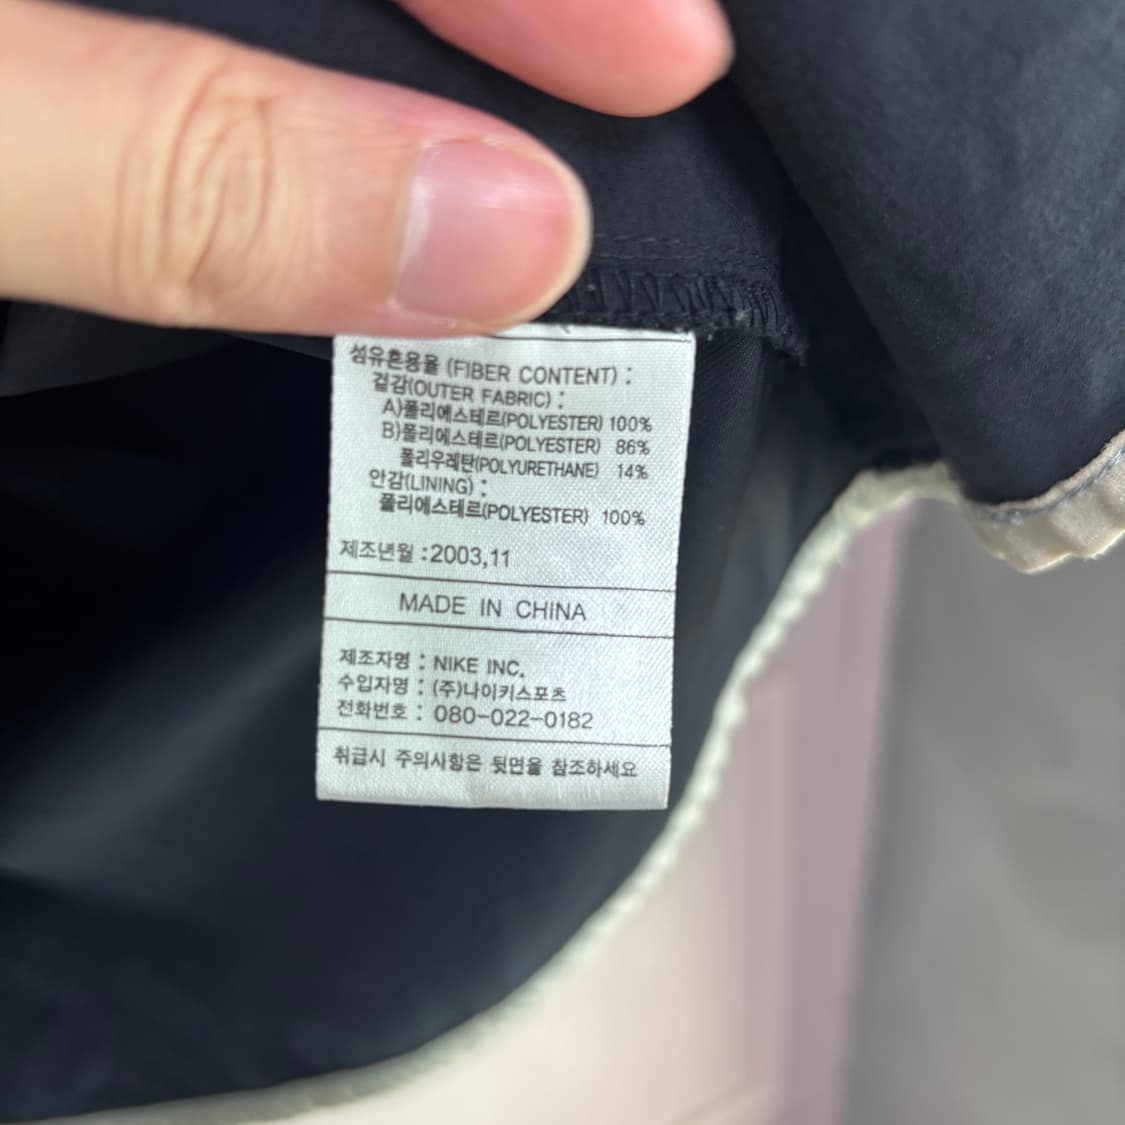 섬유혼용율 (FIBER CONTENT) :
겉감(OUTER FABRIC) :
A)폴리에스테르(POLYESTER) 100%
B)폴리에스테르(POLYESTER) 86%
폴리우레탄(POLYURETHANE) 14%
안감(LINING) :
폴리에스테르(POLYESTER) 100%
제조년월 :2003,11
MADE IN CHINA
제조자명 : NIKE INC.
수입자명 : (주)나이키스포츠
전화번호 : 080-022-0182
취급시 주의사항은 뒷면을 참조하세요